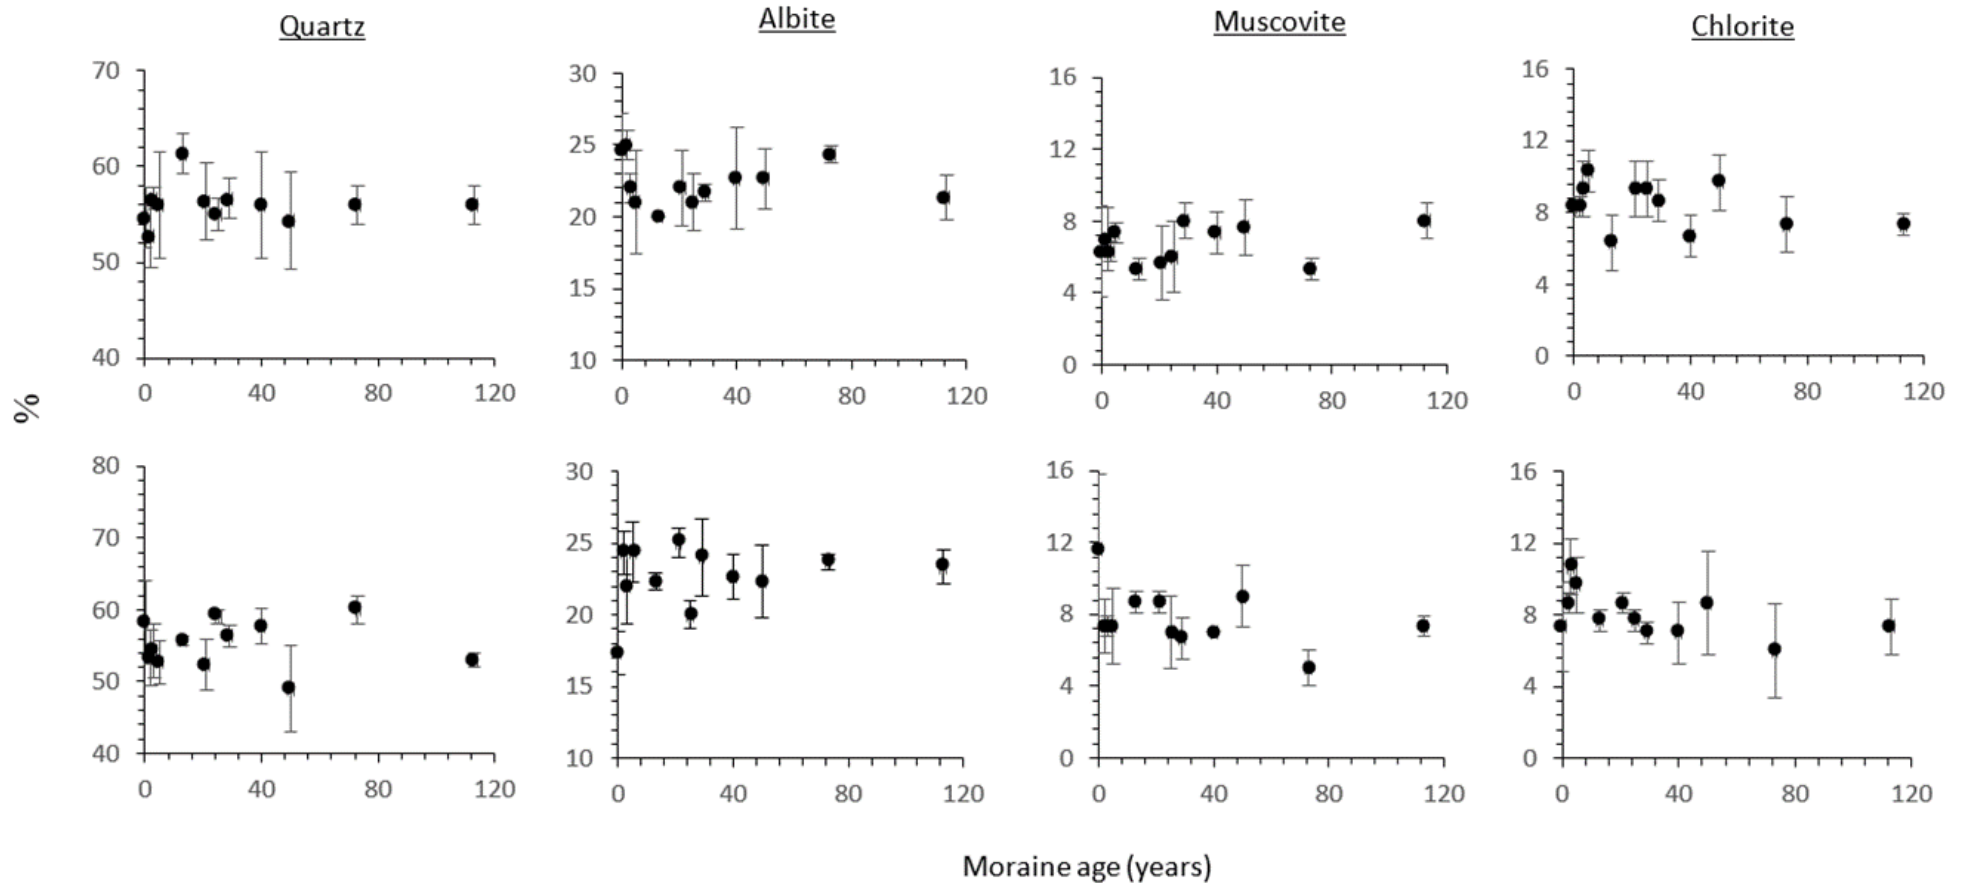 Quartz Albite Muscovite Chlorite
70 30 16 16
60 25 12 12
20 8 8
50 15 4 4
40 10 0 0
0 40 80 120 0 40 80 120 0 40 80 120 0 40 80 120
%
80 30 16 16
70 25 12 12
60 20 8 8
50 15 4 4
40 10 0 0
0 40 80 120 0 40 80 120 0 40 80 120 0 40 80 120
Moraine age (years)